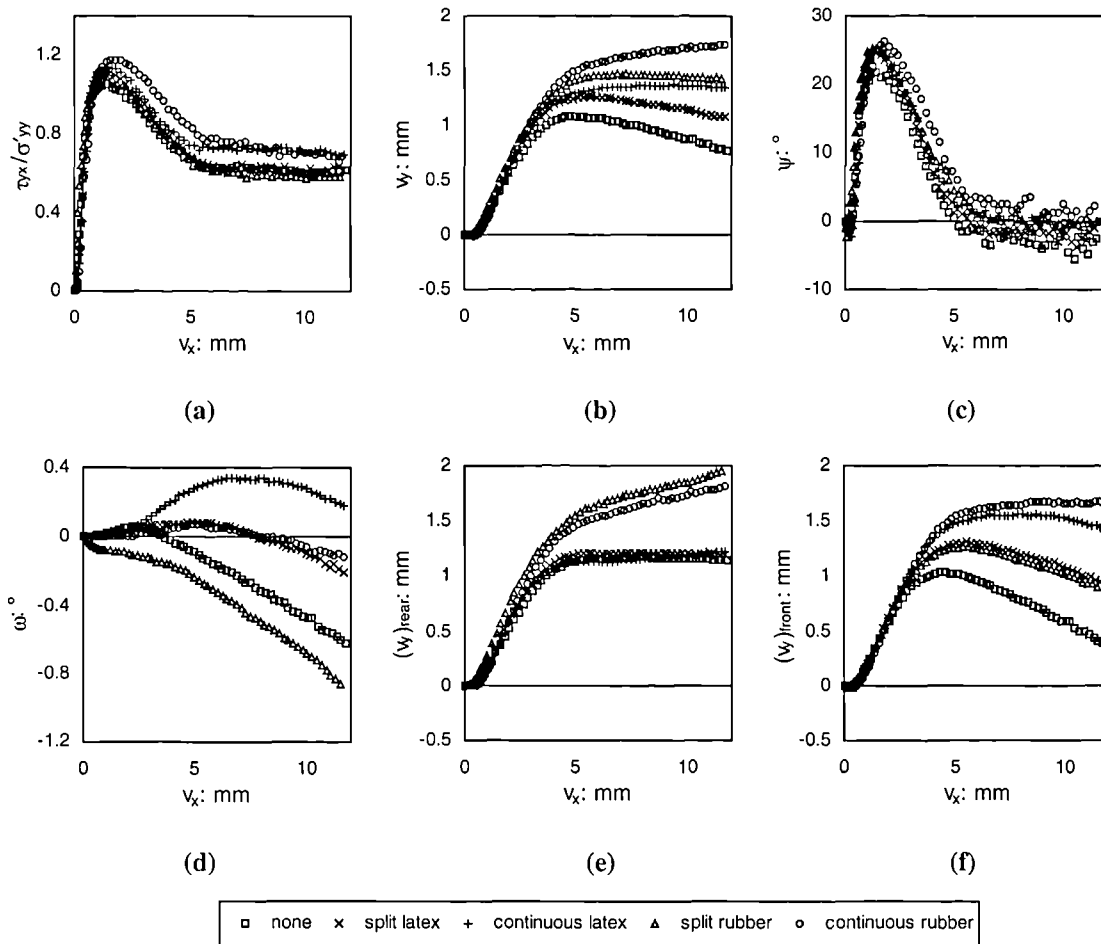 1.2
0.8
0.4
0
0 5 10
τyx/σ'yy
vx: mm
(a)
2
1.5
1
0.5
0
-0.5
0 5 10
vy: mm
vx: mm
(b)
30
20
10
0
-10
0 5 10
ψ: °
vx: mm
(c)
0.4
0
-0.4
-0.8
-1.2
0 5 10
ω: °
vx: mm
(d)
2
1.5
1
0.5
0
-0.5
0 5 10
(vy)rear: mm
vx: mm
(e)
2
1.5
1
0.5
0
-0.5
0 5 10
(vy)front: mm
vx: mm
(f)
none split latex continuous latex split rubber continuous rubber